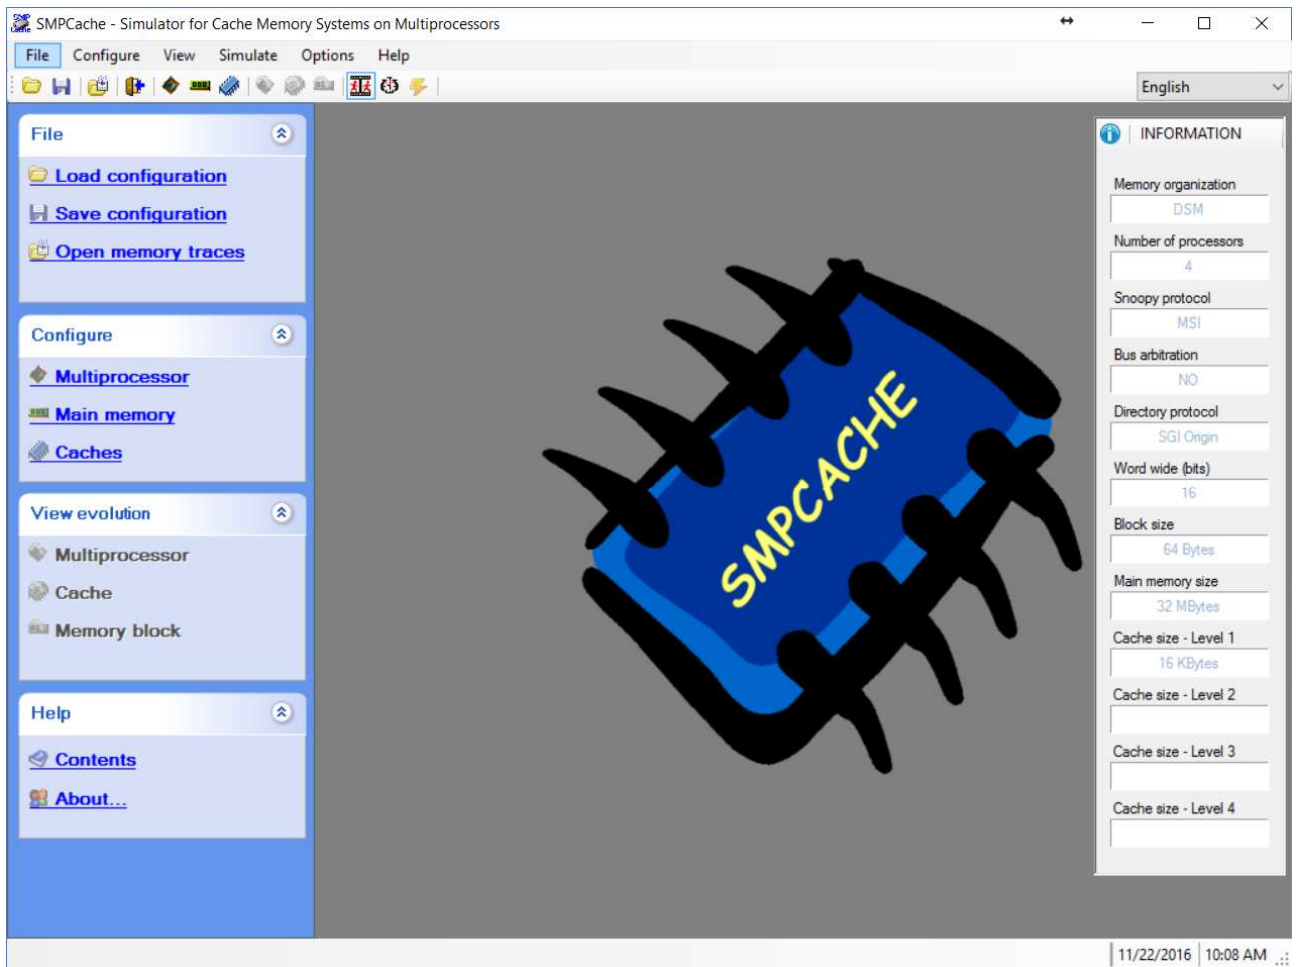 SMPCache - Simulator for Cache Memory Systems on Multiprocessors
File Configure View Simulate Options Help
English
File
Load configuration
Save configuration
Open memory traces
Configure
Multiprocessor
Main memory
Caches
View evolution
Multiprocessor
Cache
Memory block
Help
Contents
About...
SMPCACHE
INFORMATION
Memory organization
DSM
Number of processors
4
Snoopy protocol
MSI
Bus arbitration
NO
Directory protocol
SGI Origin
Word wide (bits)
16
Block size
64 Bytes
Main memory size
32 MBytes
Cache size - Level 1
16 KBytes
Cache size - Level 2
Cache size - Level 3
Cache size - Level 4
11/22/2016 10:08 AM